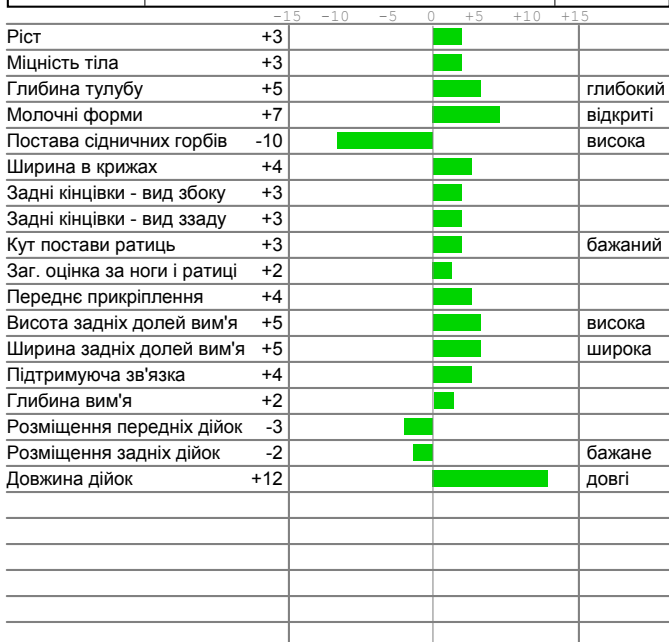 -15 -10 -5 0 +5 +10 +15
Ріст +3
Міцність тіла +3
Глибина тулубу +5 глибокий
Молочні форми +7 відкриті
Постава сідничних горбів -10 висока
Ширина в крижах +4
Задні кінцівки - вид збоку +3
Задні кінцівки - вид ззаду +3
Кут постави ратиць +3 бажаний
Заг. оцінка за ноги і ратиці +2
Переднє прикріплення +4
Висота задніх долей вим'я +5 висока
Ширина задніх долей вим'я +5 широка
Підтримуюча зв'язка +4
Глибина вим'я +2
Розміщення передніх дійок -3
Розміщення задніх дійок -2 бажане
Довжина дійок +12 довгі